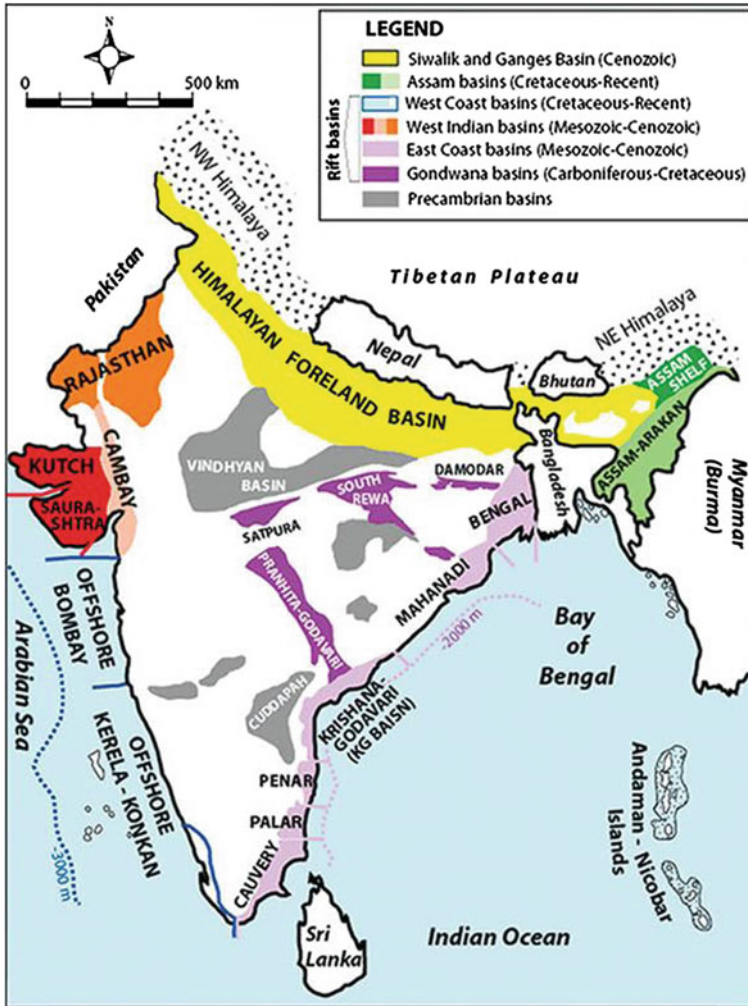 N
0 500 km
LEGEND
Siwalik and Ganges Basin (Cenozoic)
Assam basins (Cretaceous-Recent)
West Coast basins (Cretaceous-Recent)
West Indian basins (Mesozoic-Cenozoic)
East Coast basins (Mesozoic-Cenozoic)
Gondwana basins (Carboniferous-Cretaceous)
Precambrian basins
Rift basins
NW Himalaya
Pakistan
Tibetan Plateau
HIMALAYAN FORELAND BASIN
Nepal
NE Himalaya
Bhutan
ASSAM
SHELF
RAJASTHAN
ASSAM-ARAKAN
Bangladesh
Myanmar
(Burma)
CAMBAY
KUTCH
SAURA-
SHTRA
VINDHYAN
BASIN
DAMODAR
SOUTH
REWA
BENGAL
SATPURA
PRANHITA-GODAVARI
MAHANADI
-2000 m
Bay
of
Bengal
OFFSHORE
BOMBAY
Arabian Sea
CUDDAPAH
KRISHANA-
GODAVARI
(KG BAISN)
OFFSHORE
KERELA - KONKAN
-3000 m
PENAR
PALAR
CAUVERY
Andaman - Nicobar
Islands
Sri
Lanka
Indian Ocean